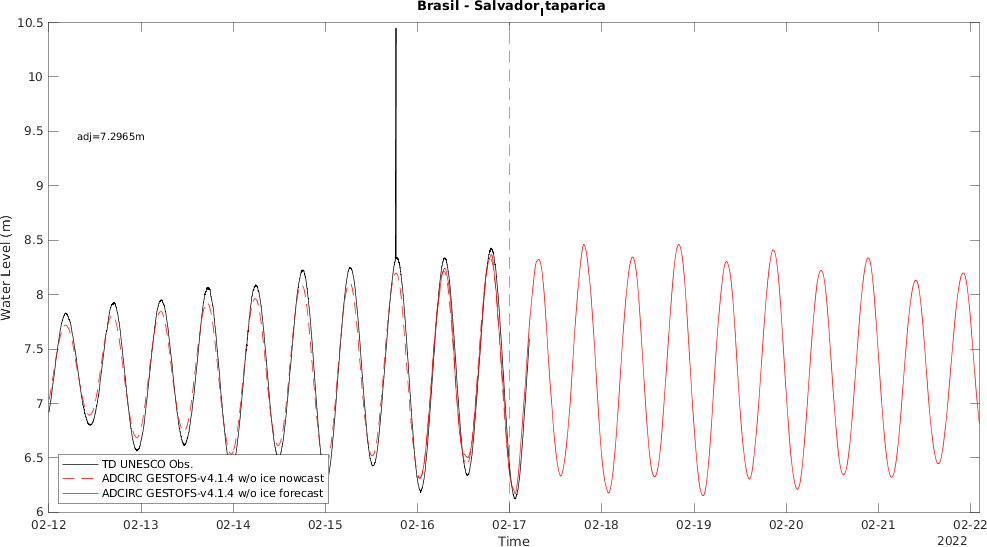 Brasil - Salvador_Itaparica
10.5
10
9.5
9
8.5
8
7.5
7
6.5
6
Water Level (m)
adj=7.2965m
TD UNESCO Obs.
ADCIRC GESTOFS-v4.1.4 w/o ice nowcast
ADCIRC GESTOFS-v4.1.4 w/o ice forecast
02-12 02-13 02-14 02-15 02-16 02-17 02-18 02-19 02-20 02-21 02-22
Time
2022